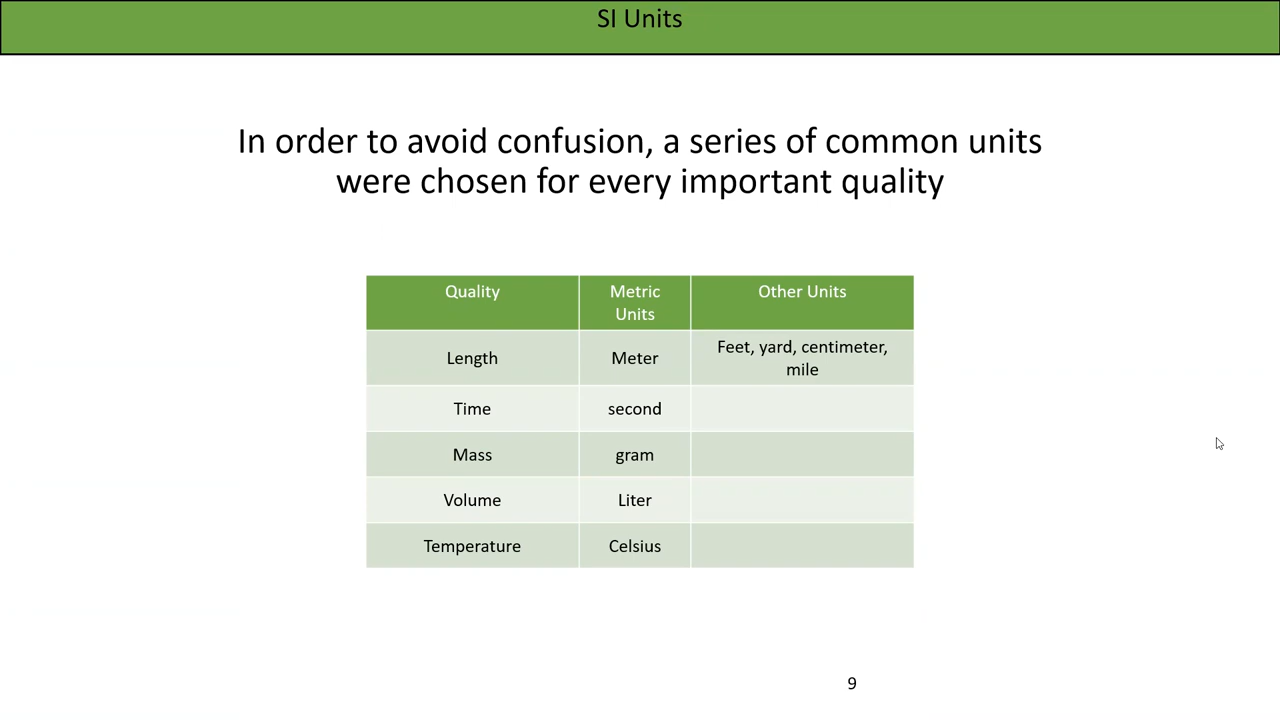 SI Units
In order to avoid confusion, a series of common units
were chosen for every important quality
Quality
Metric
Units
Other Units
Length
Meter
Feet, yard, centimeter,
mile
Time
second
Mass
gram
Volume
Liter
Temperature
Celsius
9